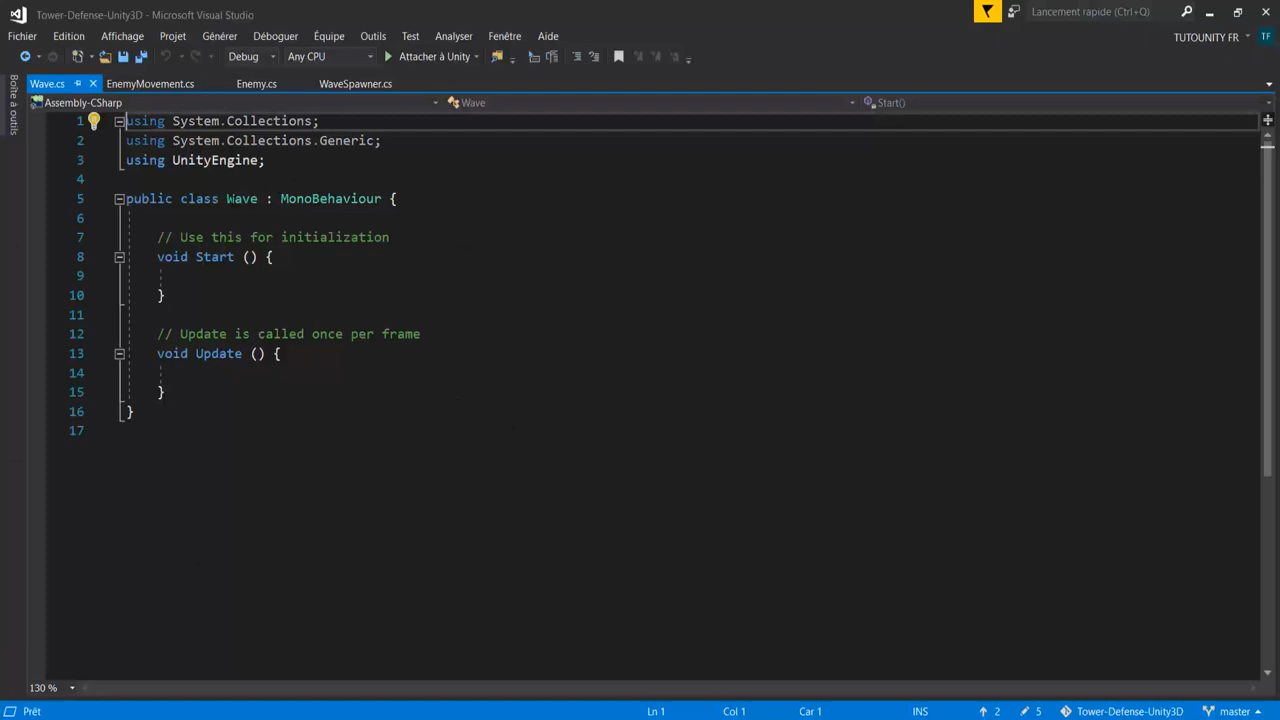 Tower-Defense-Unity3D - Microsoft Visual Studio
Lancement rapide (Ctrl+Q)
Fichier Edition Affichage Projet Générer Déboguer Équipe Outils Test Analyser Fenêtre Aide
TUTOUNITY FR
TF
Debug Any CPU Attacher à Unity
Boîte à outils
Wave.cs EnemyMovement.cs Enemy.cs WaveSpawner.cs
Assembly-CSharp Wave Start()
1 using System.Collections;
2 using System.Collections.Generic;
3 using UnityEngine;
4
5 public class Wave : MonoBehaviour {
6
7 // Use this for initialization
8 void Start () {
9
10 }
11
12 // Update is called once per frame
13 void Update () {
14
15 }
16 }
17
130 %
Prêt Ln 1 Col 1 Car 1 INS 2 5 Tower-Defense-Unity3D master